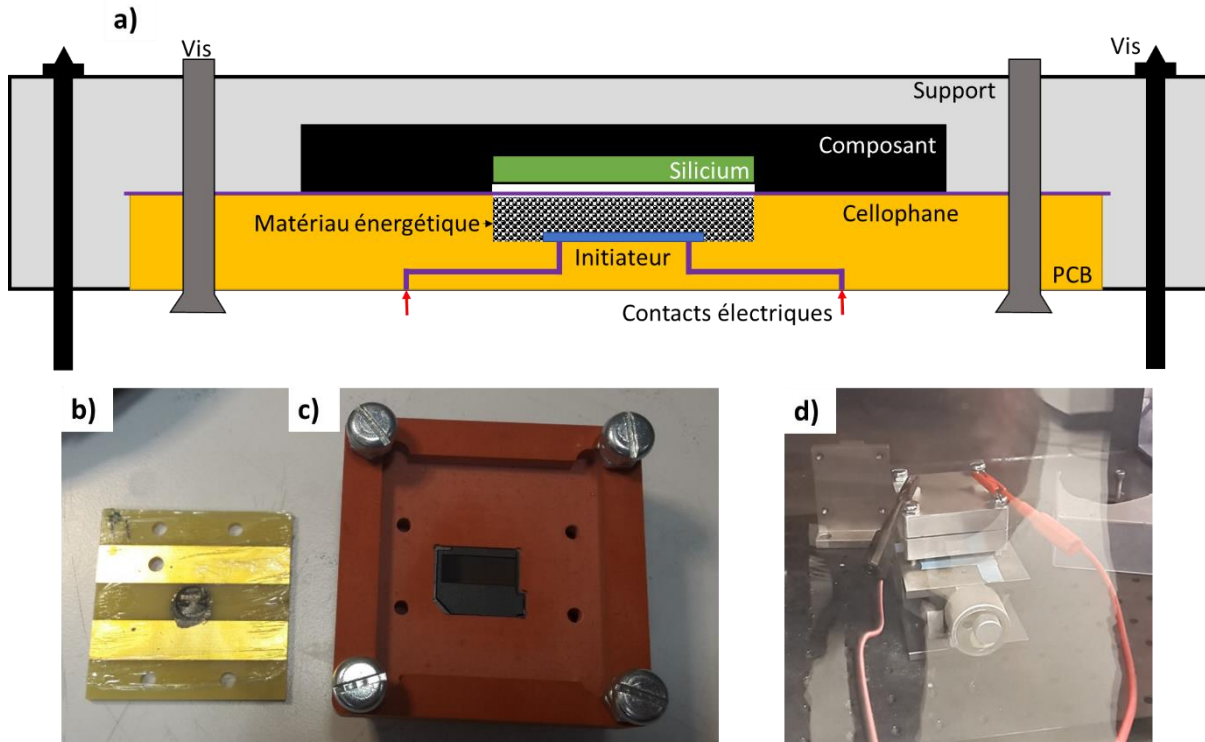 a)
Vis
Vis
Support
Composant
Silicium
Matériau énergétique
Cellophane
Initiateur
PCB
Contacts électriques
b)
c)
d)